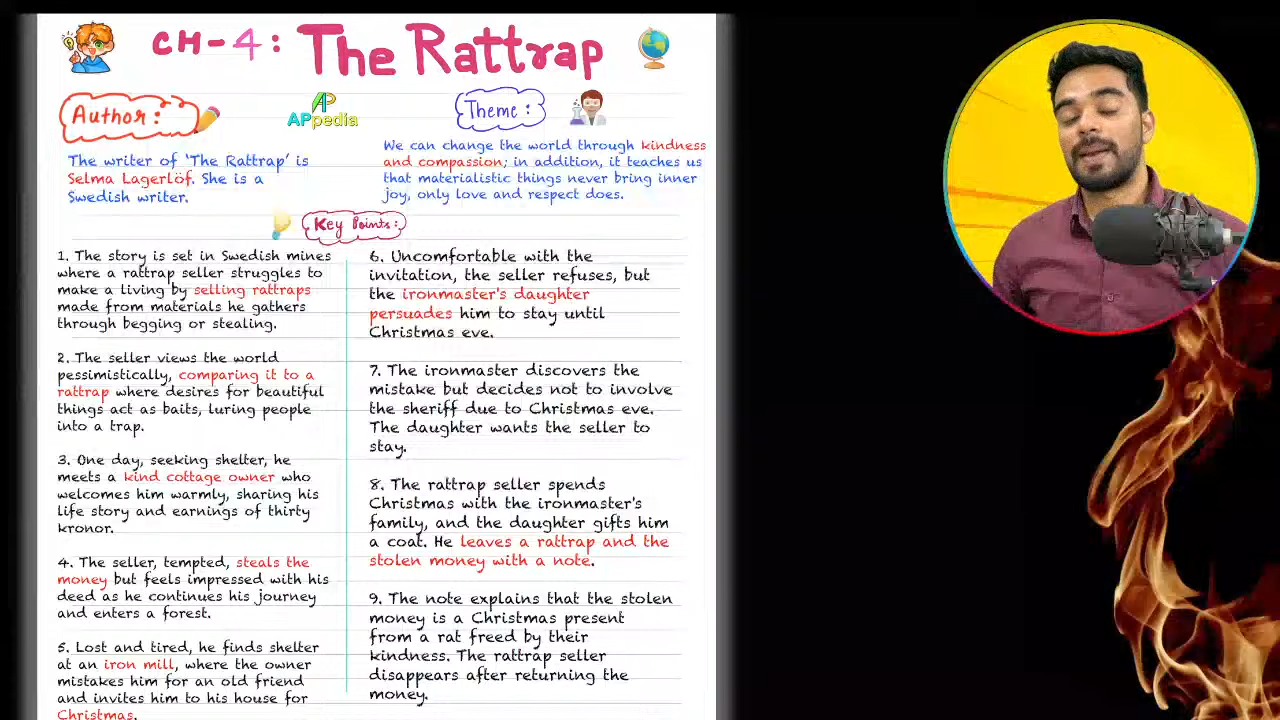 CH-4: The Rattrap
Author:
AP
APpedia
Theme:
The writer of 'The Rattrap' is
Selma Lagerlöf. She is a
Swedish writer.
We can change the world through kindness
and compassion; in addition, it teaches us
that materialistic things never bring inner
joy, only love and respect does.
Key Points:
1. The story is set in Swedish mines
where a rattrap seller struggles to
make a living by selling rattraps
made from materials he gathers
through begging or stealing.
2. The seller views the world
pessimistically, comparing it to a
rattrap where desires for beautiful
things act as baits, luring people
into a trap.
3. One day, seeking shelter, he
meets a kind cottage owner who
welcomes him warmly, sharing his
life story and earnings of thirty
kronor.
4. The seller, tempted, steals the
money but feels impressed with his
deed as he continues his journey
and enters a forest.
5. Lost and tired, he finds shelter
at an iron mill, where the owner
mistakes him for an old friend
and invites him to his house for
Christmas.
6. Uncomfortable with the
invitation, the seller refuses, but
the ironmaster's daughter
persuades him to stay until
Christmas eve.
7. The ironmaster discovers the
mistake but decides not to involve
the sheriff due to Christmas eve.
The daughter wants the seller to
stay.
8. The rattrap seller spends
Christmas with the ironmaster's
family, and the daughter gifts him
a coat. He leaves a rattrap and the
stolen money with a note.
9. The note explains that the stolen
money is a Christmas present
from a rat freed by their
kindness. The rattrap seller
disappears after returning the
money.